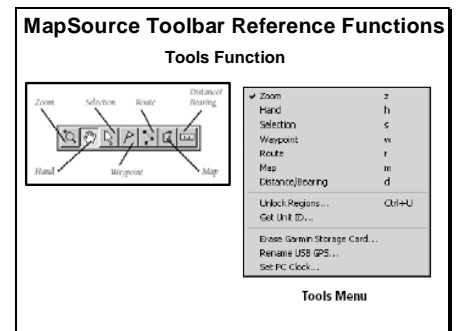 MapSource Toolbar Reference Functions
Tools Function
Distance/
Bearing
Zoom Selection Route
Hand Waypoint Map
✔ Zoom z
Hand h
Selection s
Waypoint w
Route r
Map m
Distance/Bearing d
Unlock Regions... Ctrl+U
Get Unit ID...
Erase Garmin Storage Card...
Rename USB GPS...
Set PC Clock...
Tools Menu